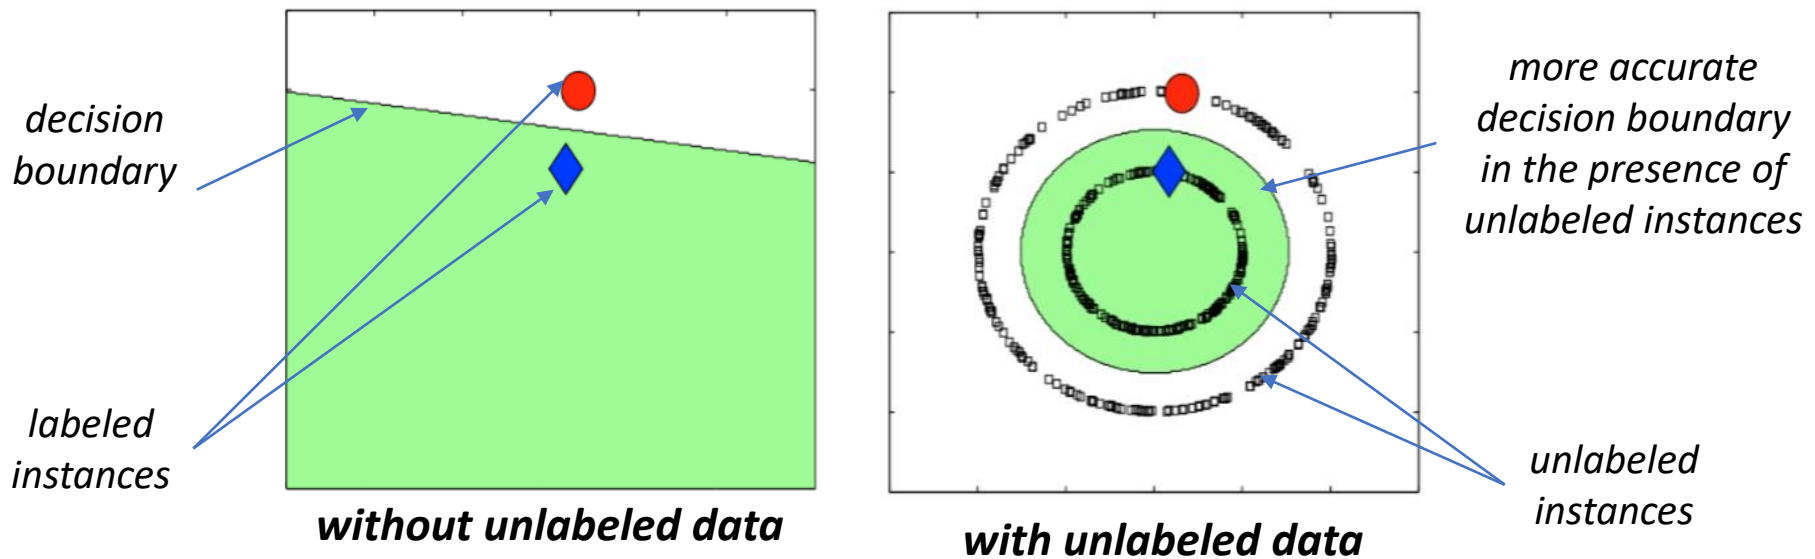 decision
boundary
labeled
instances
without unlabeled data
more accurate
decision boundary
in the presence of
unlabeled instances
unlabeled
instances
with unlabeled data